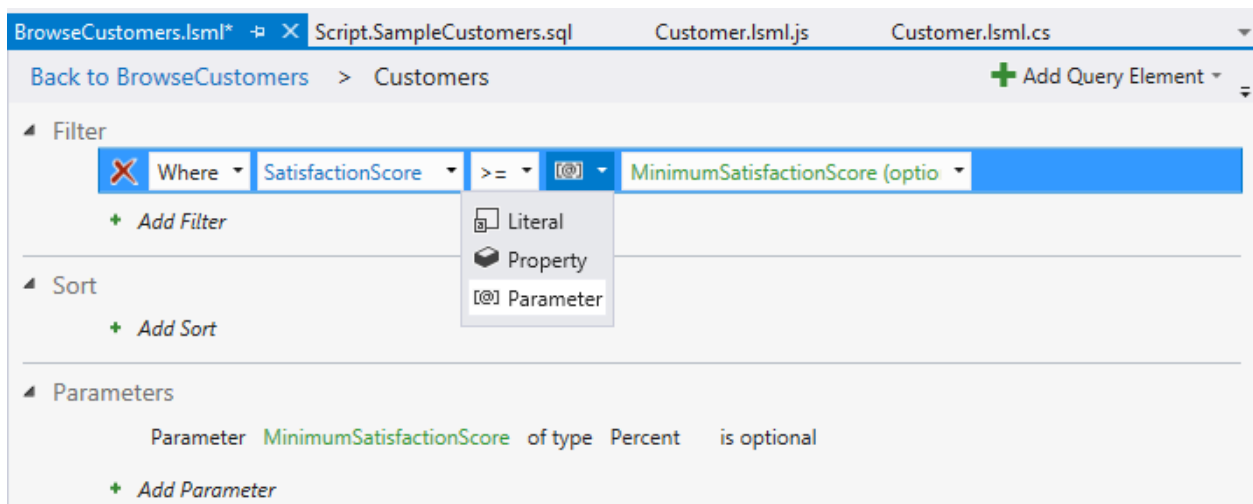 BrowseCustomers.lsml* Script.SampleCustomers.sql Customer.lsml.js Customer.lsml.cs
Back to BrowseCustomers > Customers Add Query Element
Filter
Where SatisfactionScore >= [@] MinimumSatisfactionScore (optio
Add Filter
Literal
Property
[@] Parameter
Sort
Add Sort
Parameters
Parameter MinimumSatisfactionScore of type Percent is optional
Add Parameter